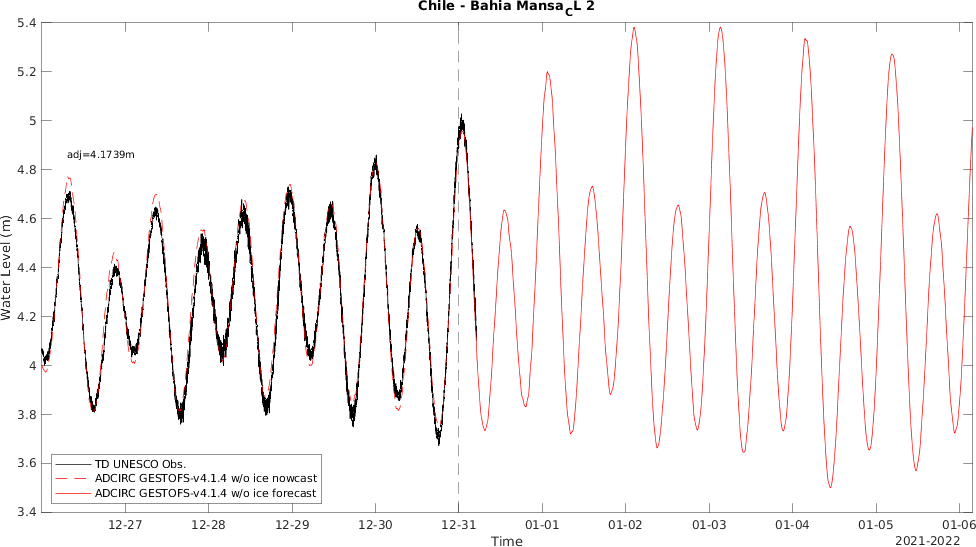 Chile - Bahia MansaCL 2
5.4
5.2
5
4.8
4.6
4.4
4.2
4
3.8
3.6
3.4
Water Level (m)
adj=4.1739m
TD UNESCO Obs.
ADCIRC GESTOFS-v4.1.4 w/o ice nowcast
ADCIRC GESTOFS-v4.1.4 w/o ice forecast
12-27 12-28 12-29 12-30 12-31 01-01 01-02 01-03 01-04 01-05 01-06
Time
2021-2022